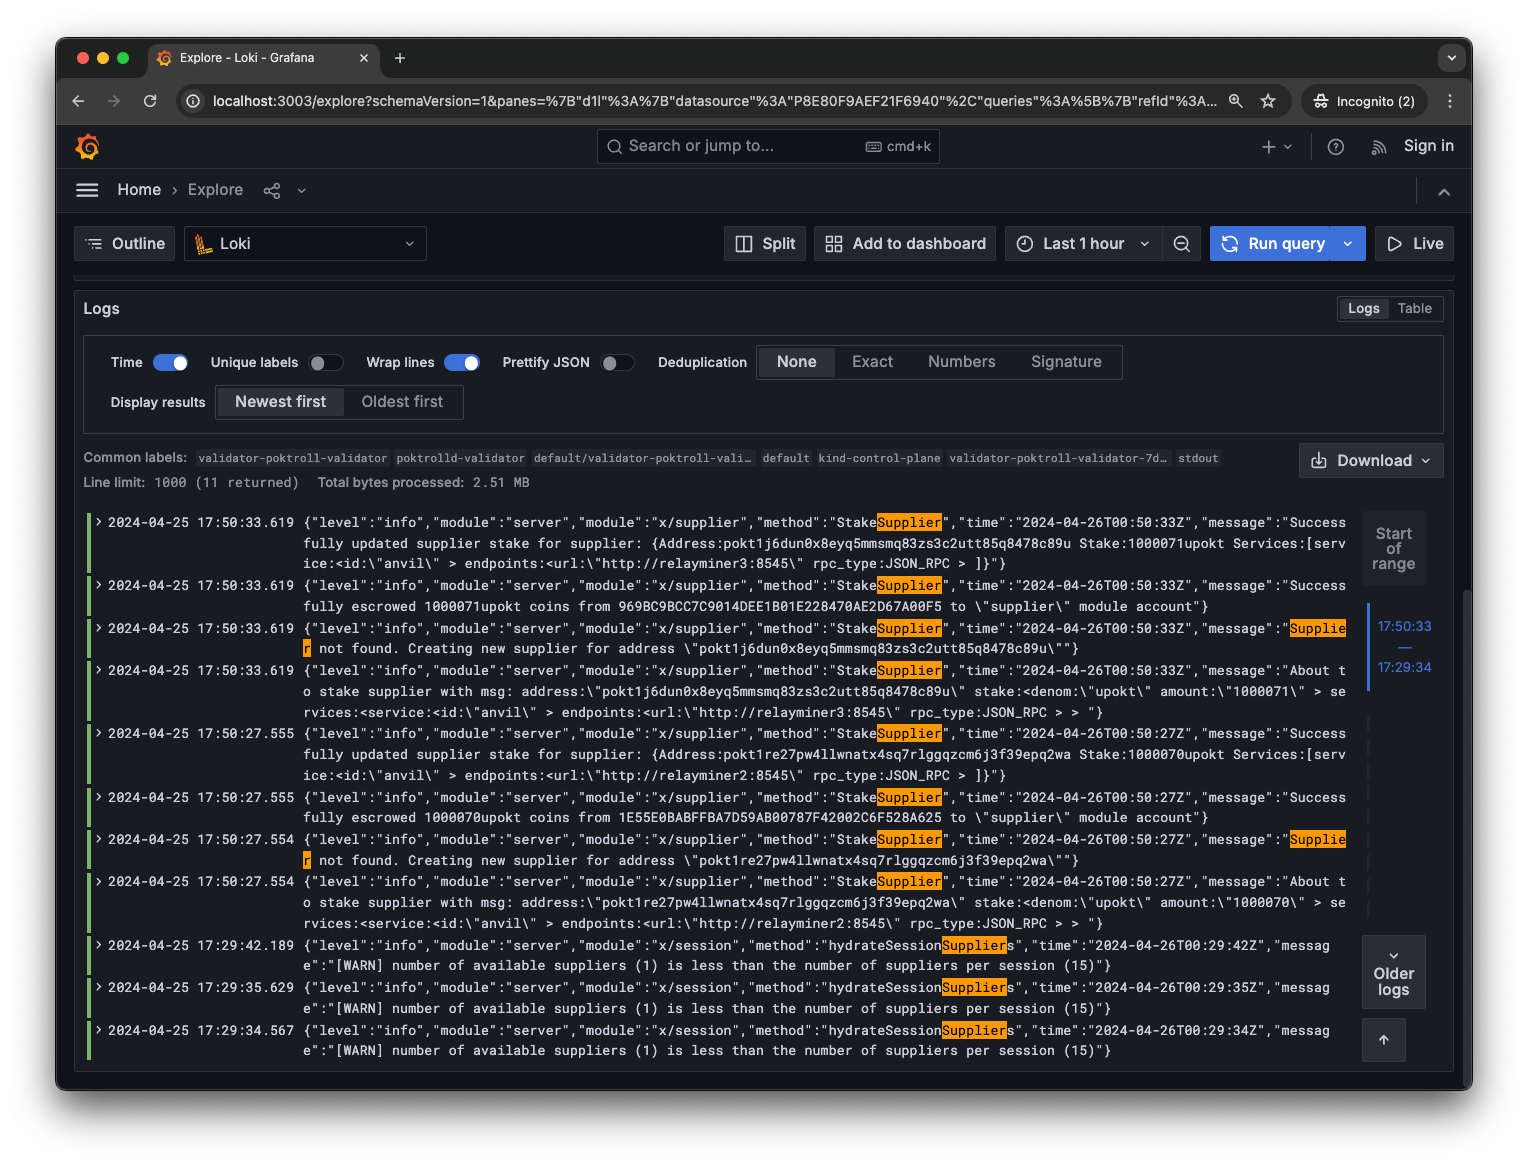 Explore - Loki - Grafana
localhost:3003/explore?schemaVersion=1&panes=%7B"d1l"%3A%7B"datasource"%3A"P8E80F9AEF21F6940"%2C"queries"%3A%5B%7B"refId"%3A...
Incognito (2)
Search or jump to... cmd+k
Sign in
Home › Explore
Outline Loki Split Add to dashboard Last 1 hour Run query Live
Logs Logs Table
Time Unique labels Wrap lines Prettify JSON Deduplication None Exact Numbers Signature
Display results Newest first Oldest first
Common labels: validator-poktroll-validator poktrolld-validator default/validator-poktroll-vali… default kind-control-plane validator-poktroll-validator-7d… stdout
Download
Line limit: 1000 (11 returned) Total bytes processed: 2.51 MB
2024-04-25 17:50:33.619 {"level":"info","module":"server","module":"x/supplier","method":"StakeSupplier","time":"2024-04-26T00:50:33Z","message":"Success
fully updated supplier stake for supplier: {Address:pokt1j6dun0x8eyq5mmsmq83zs3c2utt85q8478c89u Stake:1000071upokt Services:[serv
ice:<id:\"anvil\" > endpoints:<url:\"http://relayminer3:8545\" rpc_type:JSON_RPC > ]}"}
2024-04-25 17:50:33.619 {"level":"info","module":"server","module":"x/supplier","method":"StakeSupplier","time":"2024-04-26T00:50:33Z","message":"Success
fully escrowed 1000071upokt coins from 969BC9BCC7C9014DEE1B01E228470AE2D67A00F5 to \"supplier\" module account"}
2024-04-25 17:50:33.619 {"level":"info","module":"server","module":"x/supplier","method":"StakeSupplier","time":"2024-04-26T00:50:33Z","message":"Supplie
r not found. Creating new supplier for address \"pokt1j6dun0x8eyq5mmsmq83zs3c2utt85q8478c89u\""}
2024-04-25 17:50:33.619 {"level":"info","module":"server","module":"x/supplier","method":"StakeSupplier","time":"2024-04-26T00:50:33Z","message":"About t
o stake supplier with msg: address:\"pokt1j6dun0x8eyq5mmsmq83zs3c2utt85q8478c89u\" stake:<denom:\"upokt\" amount:\"1000071\" > se
rvices:<service:<id:\"anvil\" > endpoints:<url:\"http://relayminer3:8545\" rpc_type:JSON_RPC > > "}
2024-04-25 17:50:27.555 {"level":"info","module":"server","module":"x/supplier","method":"StakeSupplier","time":"2024-04-26T00:50:27Z","message":"Success
fully updated supplier stake for supplier: {Address:pokt1re27pw4llwnatx4sq7rlggqzcm6j3f39epq2wa Stake:1000070upokt Services:[serv
ice:<id:\"anvil\" > endpoints:<url:\"http://relayminer2:8545\" rpc_type:JSON_RPC > ]}"}
2024-04-25 17:50:27.555 {"level":"info","module":"server","module":"x/supplier","method":"StakeSupplier","time":"2024-04-26T00:50:27Z","message":"Success
fully escrowed 1000070upokt coins from 1E55E0BABFFBA7D59AB00787F42002C6F528A625 to \"supplier\" module account"}
2024-04-25 17:50:27.554 {"level":"info","module":"server","module":"x/supplier","method":"StakeSupplier","time":"2024-04-26T00:50:27Z","message":"Supplie
r not found. Creating new supplier for address \"pokt1re27pw4llwnatx4sq7rlggqzcm6j3f39epq2wa\""}
2024-04-25 17:50:27.554 {"level":"info","module":"server","module":"x/supplier","method":"StakeSupplier","time":"2024-04-26T00:50:27Z","message":"About t
o stake supplier with msg: address:\"pokt1re27pw4llwnatx4sq7rlggqzcm6j3f39epq2wa\" stake:<denom:\"upokt\" amount:\"1000070\" > se
rvices:<service:<id:\"anvil\" > endpoints:<url:\"http://relayminer2:8545\" rpc_type:JSON_RPC > > "}
2024-04-25 17:29:42.189 {"level":"info","module":"server","module":"x/session","method":"hydrateSessionSuppliers","time":"2024-04-26T00:29:42Z","messag
e":"[WARN] number of available suppliers (1) is less than the number of suppliers per session (15)"}
2024-04-25 17:29:35.629 {"level":"info","module":"server","module":"x/session","method":"hydrateSessionSuppliers","time":"2024-04-26T00:29:35Z","messag
e":"[WARN] number of available suppliers (1) is less than the number of suppliers per session (15)"}
2024-04-25 17:29:34.567 {"level":"info","module":"server","module":"x/session","method":"hydrateSessionSuppliers","time":"2024-04-26T00:29:34Z","messag
e":"[WARN] number of available suppliers (1) is less than the number of suppliers per session (15)"}
Start
of
range
17:50:33
—
17:29:34
Older
logs